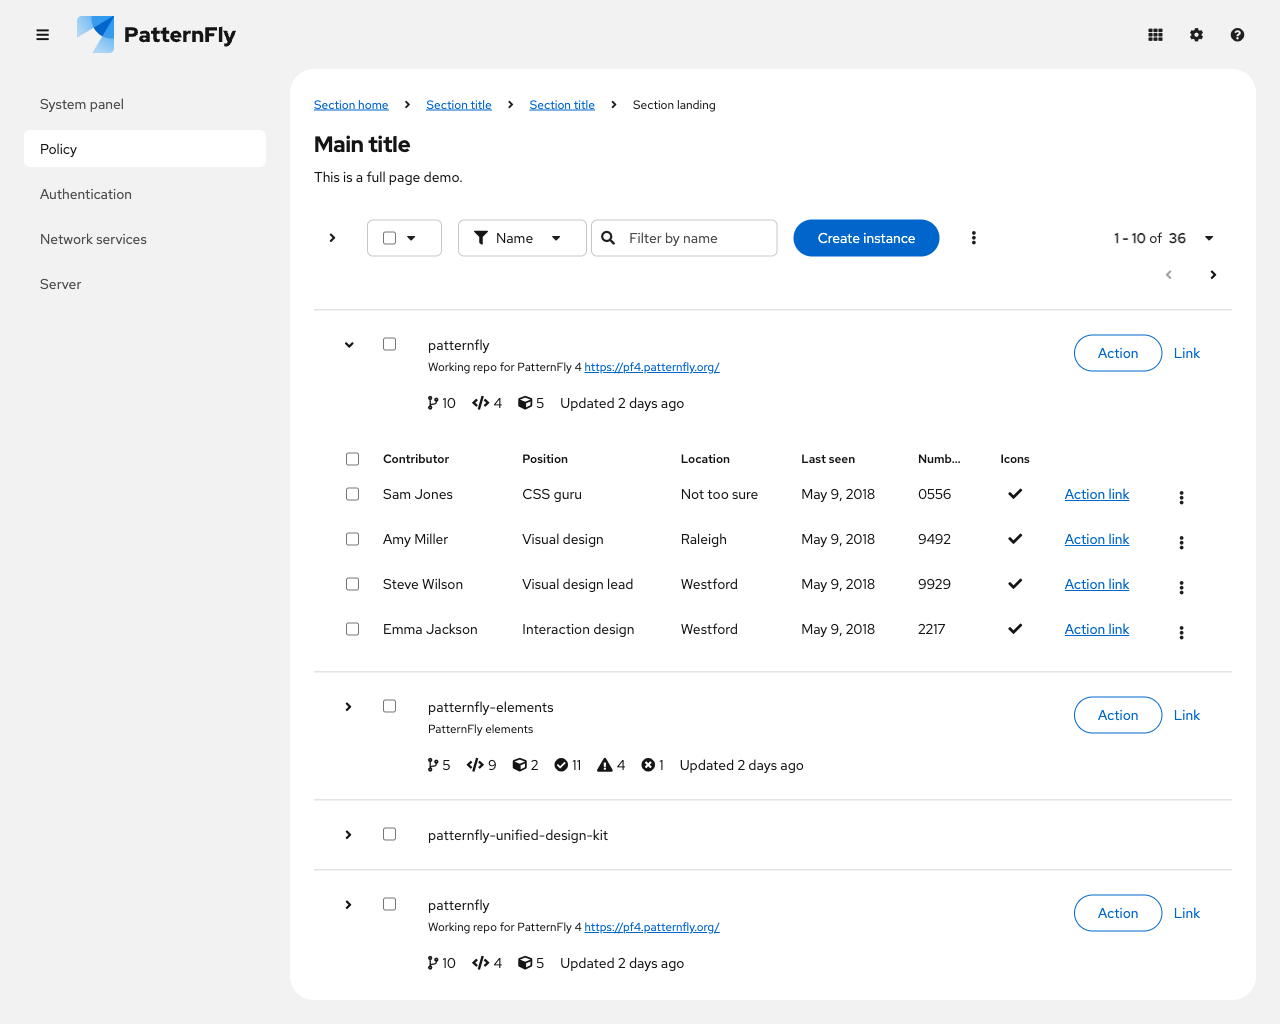 PatternFly
System panel
Policy
Authentication
Network services
Server
Section home Section title Section title Section landing
Main title
This is a full page demo.
Name Filter by name Create instance 1 - 10 of 36
patternfly Action Link
Working repo for PatternFly 4 https://pf4.patternfly.org/
10 4 5 Updated 2 days ago
Contributor Position Location Last seen Numb... Icons
Sam Jones CSS guru Not too sure May 9, 2018 0556 Action link
Amy Miller Visual design Raleigh May 9, 2018 9492 Action link
Steve Wilson Visual design lead Westford May 9, 2018 9929 Action link
Emma Jackson Interaction design Westford May 9, 2018 2217 Action link
patternfly-elements Action Link
PatternFly elements
5 9 2 11 4 1 Updated 2 days ago
patternfly-unified-design-kit
patternfly Action Link
Working repo for PatternFly 4 https://pf4.patternfly.org/
10 4 5 Updated 2 days ago